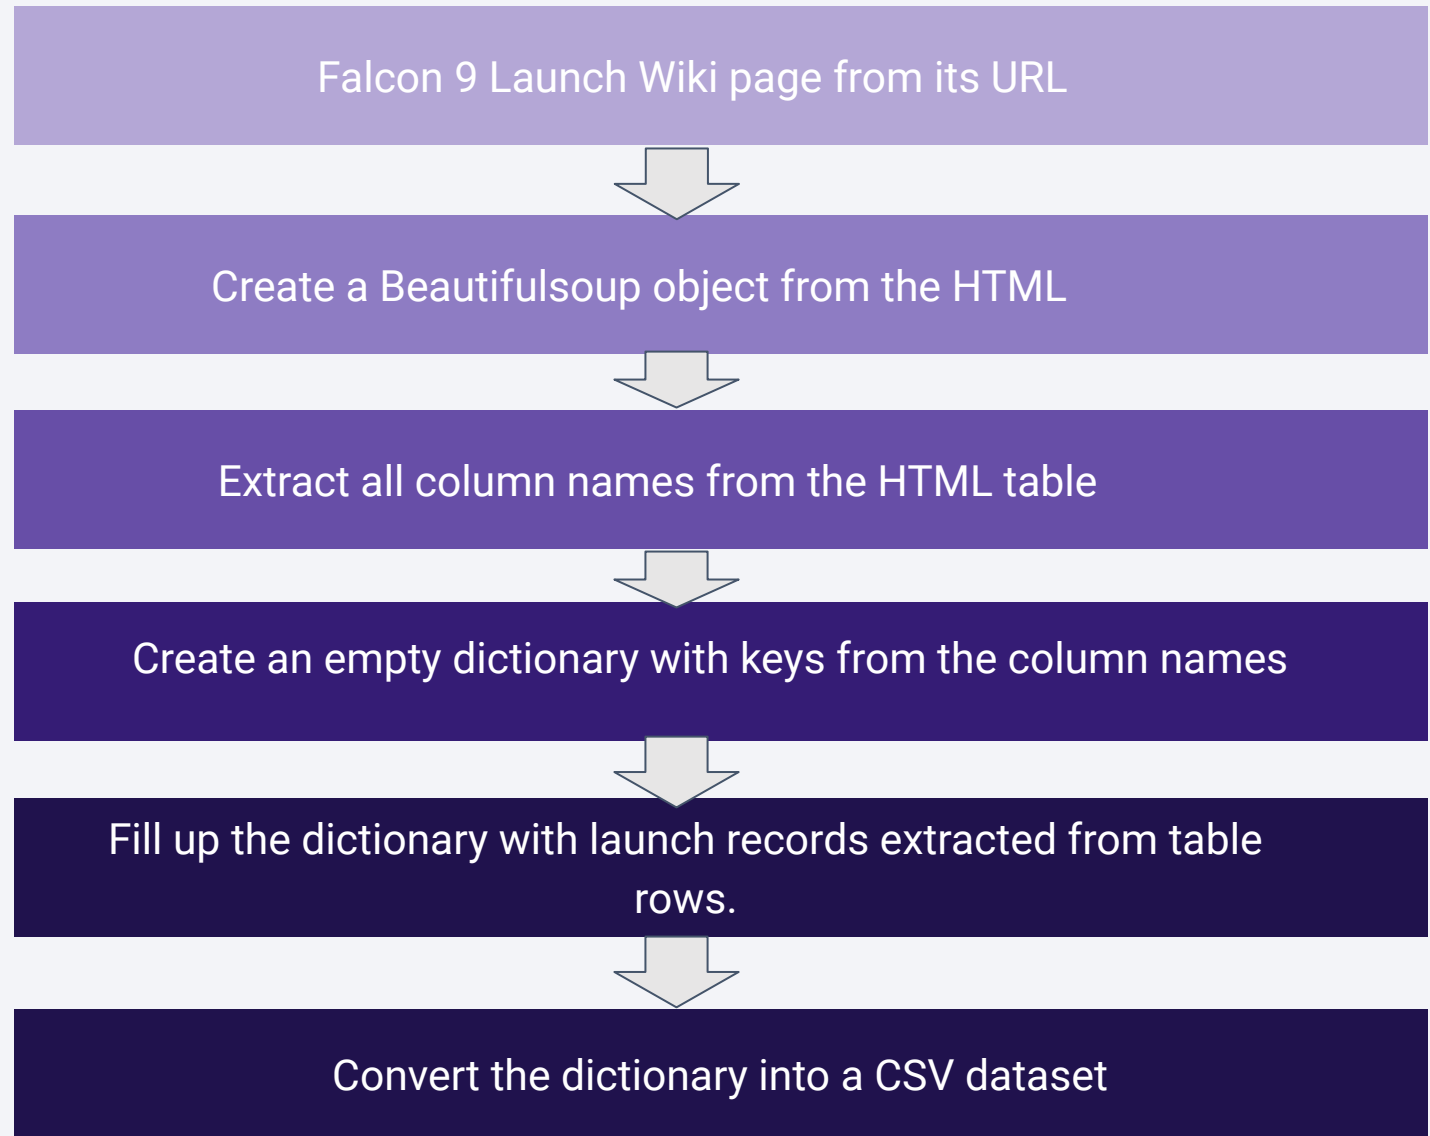 Falcon 9 Launch Wiki page from its URL
Create a Beautifulsoup object from the HTML
Extract all column names from the HTML table
Create an empty dictionary with keys from the column names
Fill up the dictionary with launch records extracted from table
rows.
Convert the dictionary into a CSV dataset